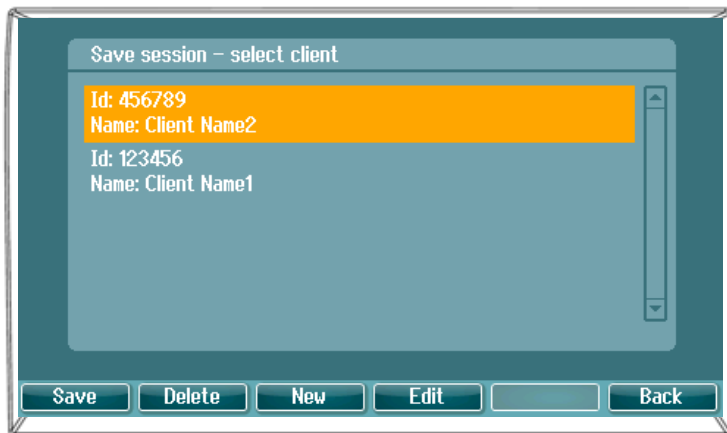 Save session – select client
Id: 456789
Name: Client Name2
Id: 123456
Name: Client Name1
Save Delete New Edit Back